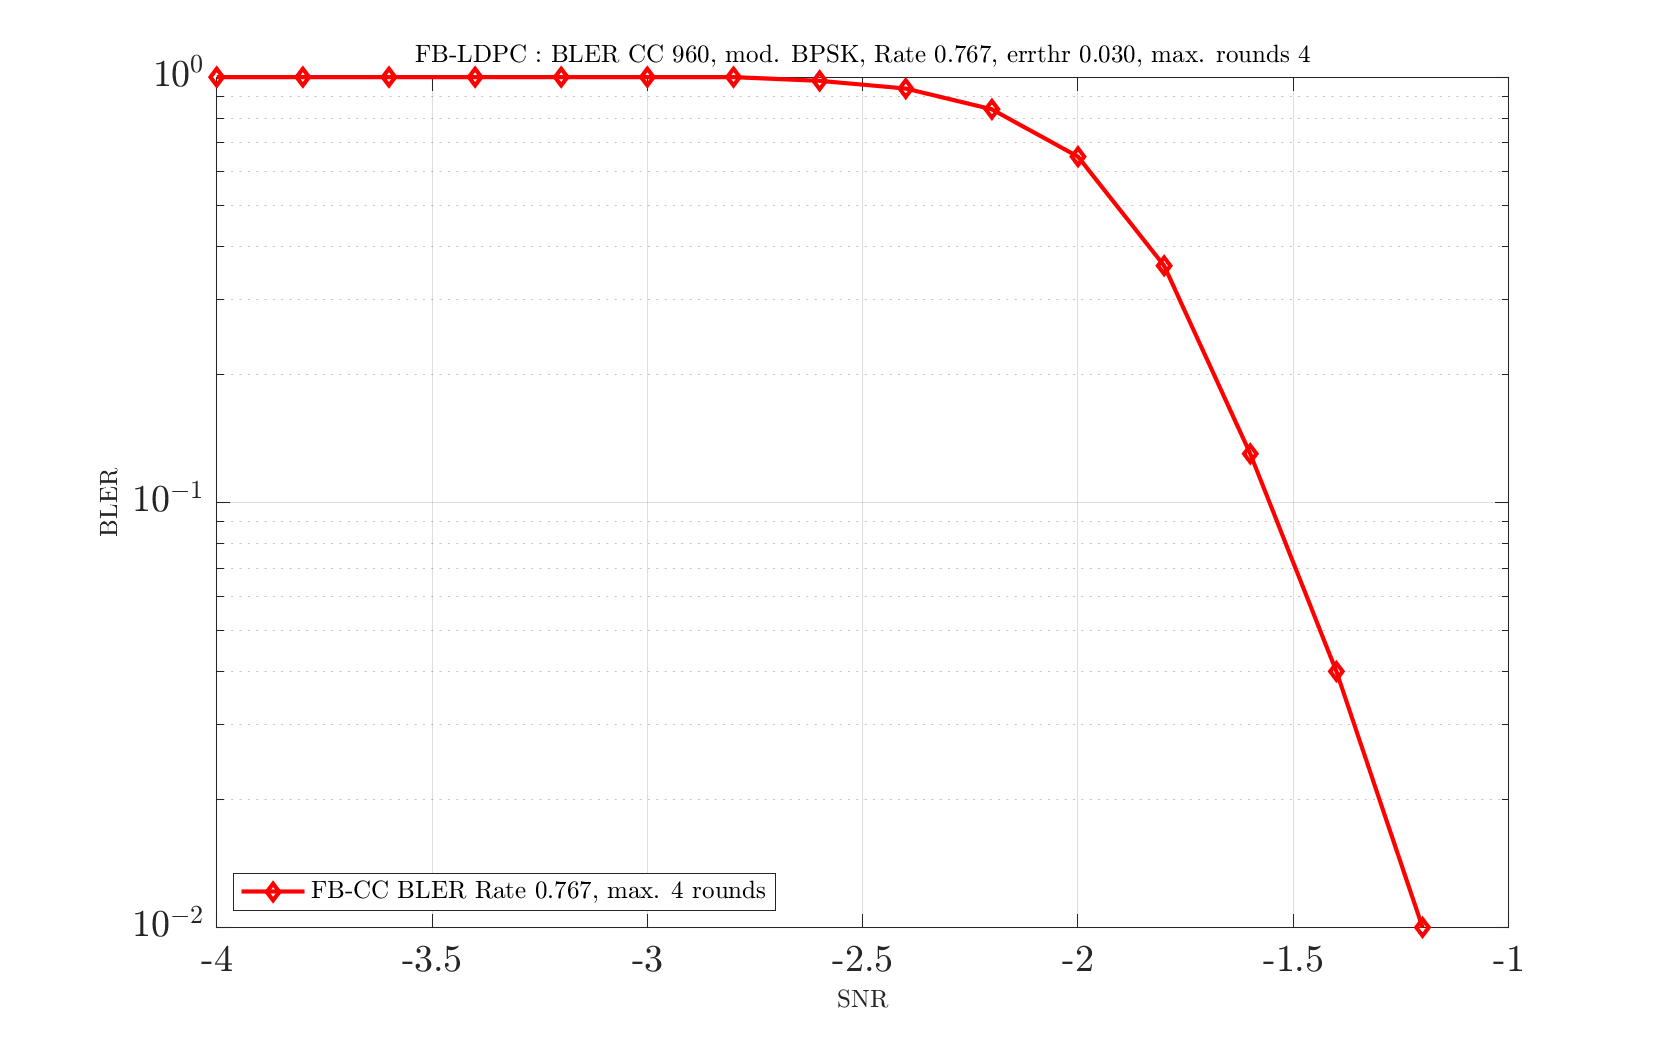 FB-LDPC : BLER CC 960, mod. BPSK, Rate 0.767, errthr 0.030, max. rounds 4
10^0
10^{-1}
10^{-2}
BLER
FB-CC BLER Rate 0.767, max. 4 rounds
-4 -3.5 -3 -2.5 -2 -1.5 -1
SNR